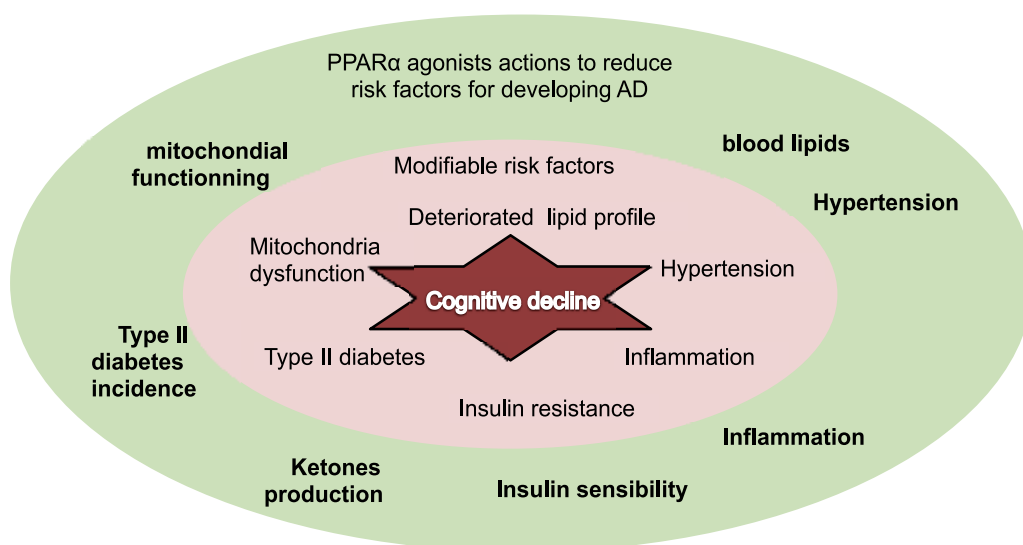 PPARα agonists actions to reduce
risk factors for developing AD
mitochondial
functionning
blood lipids
Modifiable risk factors
Hypertension
Deteriorated lipid profile
Mitochondria
dysfunction
Hypertension
Cognitive decline
Type II
diabetes
incidence
Type II diabetes
Inflammation
Insulin resistance
Inflammation
Ketones
production
Insulin sensibility